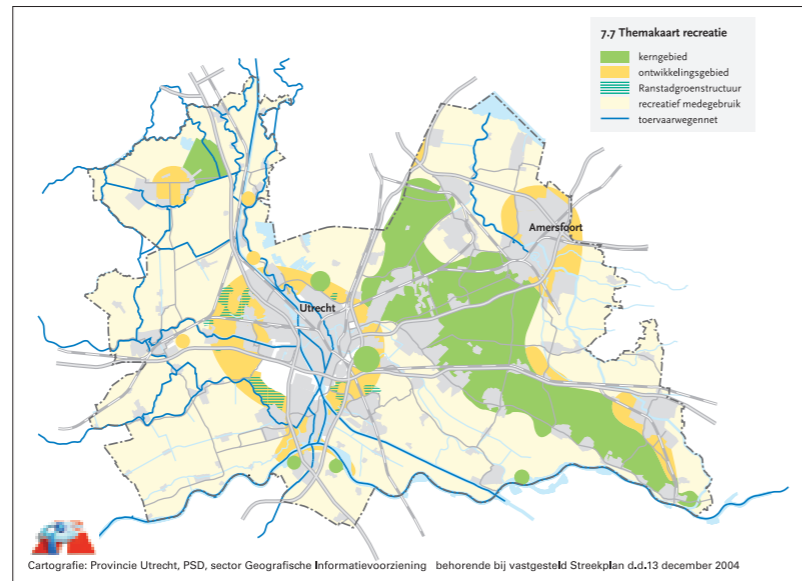 7.7 Themakaart recreatie
kerngebied
ontwikkelingsgebied
Ranstadgroenstructuur
recreatief medegebruik
toervaarwegennet
Amersfoort
Utrecht
Cartografie: Provincie Utrecht, PSD, sector Geografische Informatievoorziening behorende bij vastgesteld Streekplan d.d.13 december 2004